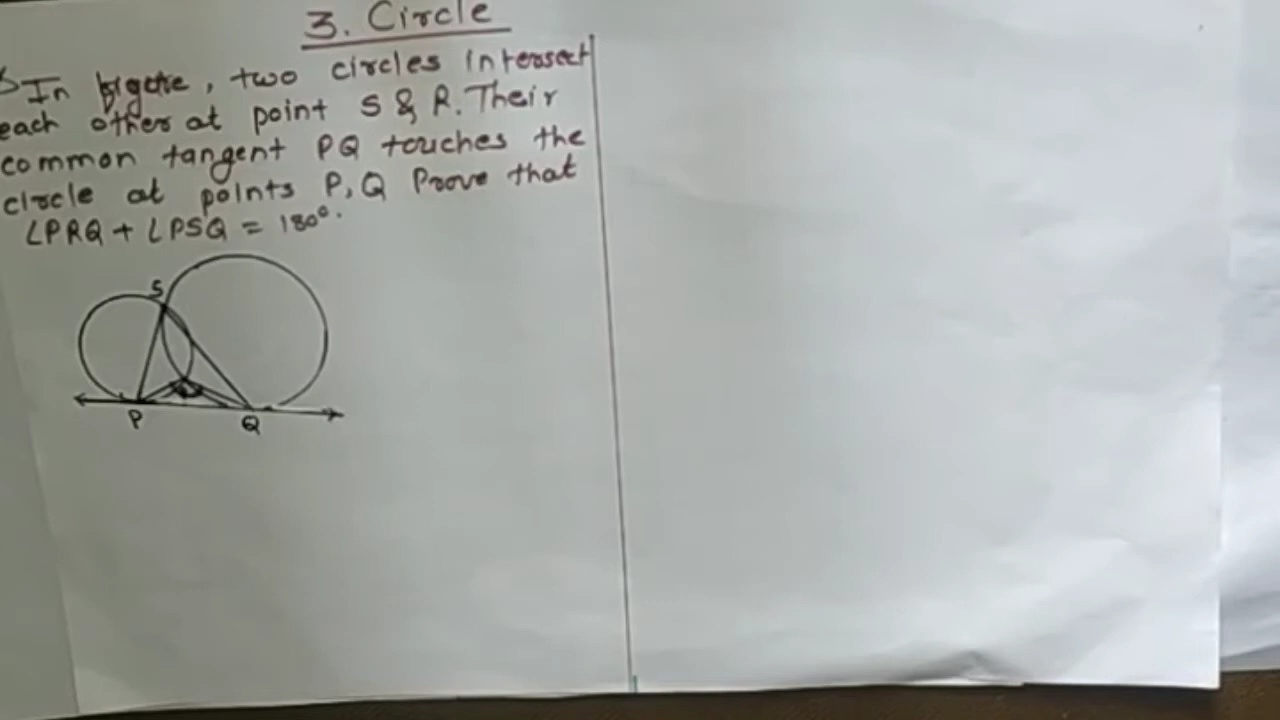 3. Circle
In figure, two circles intersect
each other at point S & R. Their
common tangent PQ touches the
circle at points P, Q Prove that
∠PRQ + ∠PSQ = 180°.
S
P
Q